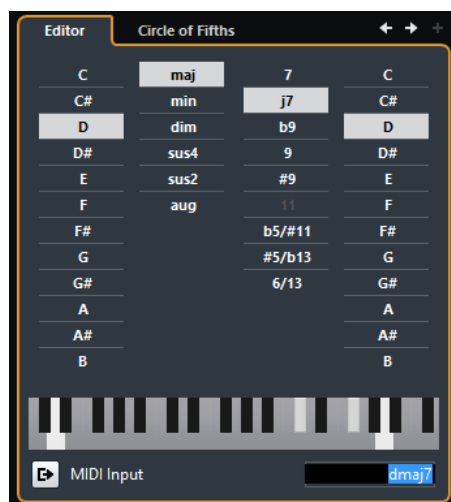 Editor Circle of Fifths
C maj 7 C
C# min j7 C#
D dim b9 D
D# sus4 9 D#
E sus2 #9 E
F aug 11 F
F# b5/#11 F#
G #5/b13 G
G# 6/13 G#
A A
A# A#
B B
MIDI Input dmaj7